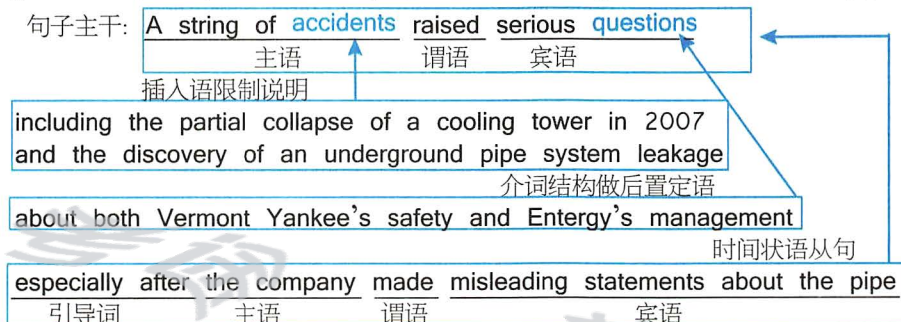 句子主干: A string of accidents raised serious questions
主语 谓语 宾语
插入语限制说明
including the partial collapse of a cooling tower in 2007
and the discovery of an underground pipe system leakage
介词结构做后置定语
about both Vermont Yankee's safety and Entergy's management
时间状语从句
especially after the company made misleading statements about the pipe
引导词 主语 谓语 宾语